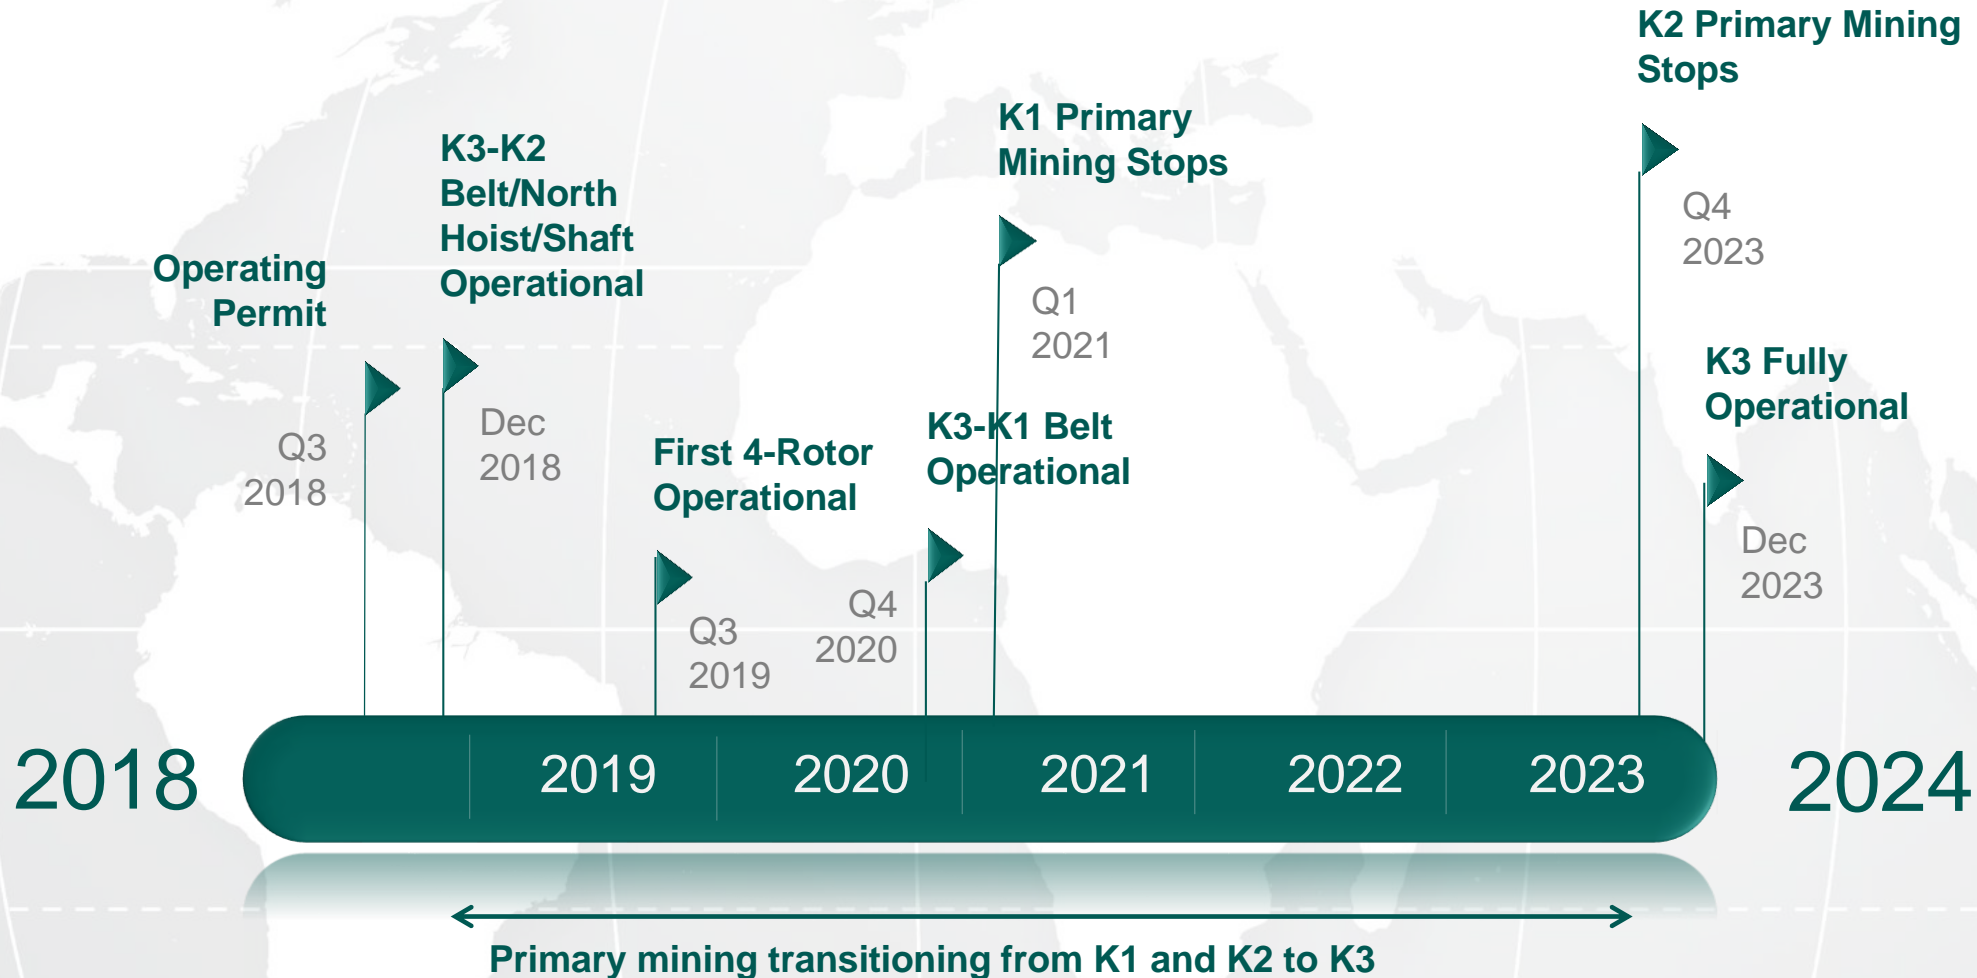 Operating
Permit
Q3
2018
K3-K2
Belt/North
Hoist/Shaft
Operational
Dec
2018
First 4-Rotor
Operational
Q3
2019
K3-K1 Belt
Operational
Q4
2020
K1 Primary
Mining Stops
Q1
2021
K2 Primary Mining
Stops
Q4
2023
K3 Fully
Operational
Dec
2023
2018
2019
2020
2021
2022
2023
2024
Primary mining transitioning from K1 and K2 to K3